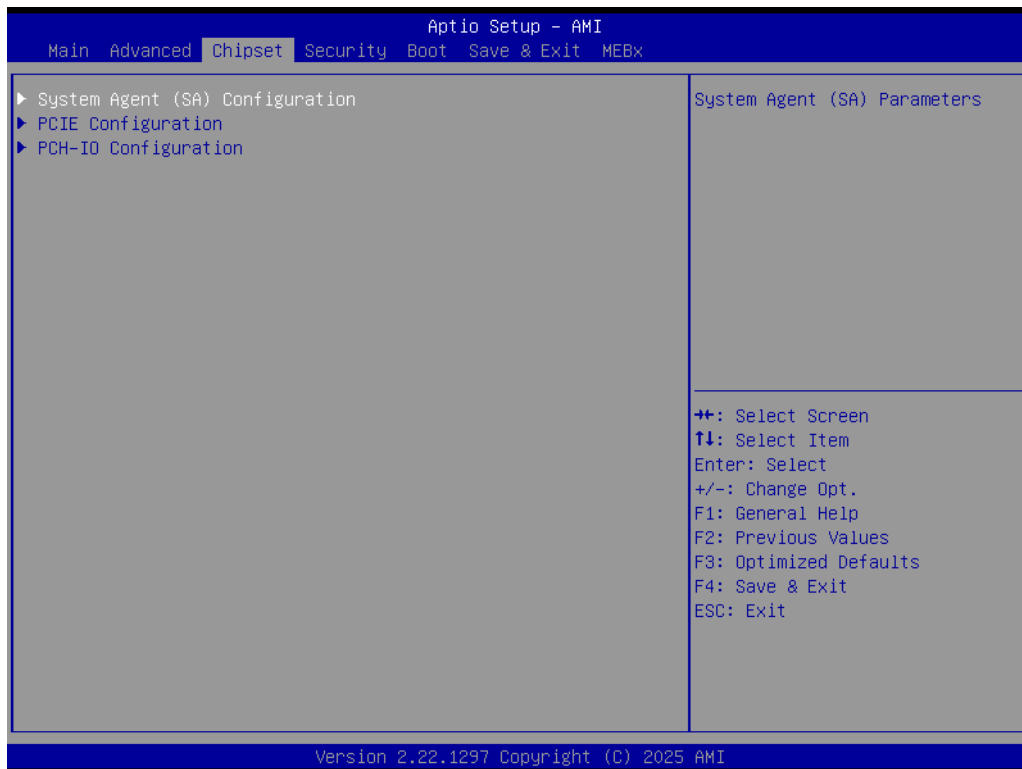 Aptio Setup – AMI
Main Advanced Chipset Security Boot Save & Exit MEBx
▶ System Agent (SA) Configuration
▶ PCIE Configuration
▶ PCH-IO Configuration
System Agent (SA) Parameters
→←: Select Screen
↑↓: Select Item
Enter: Select
+/-: Change Opt.
F1: General Help
F2: Previous Values
F3: Optimized Defaults
F4: Save & Exit
ESC: Exit
Version 2.22.1297 Copyright (C) 2025 AMI